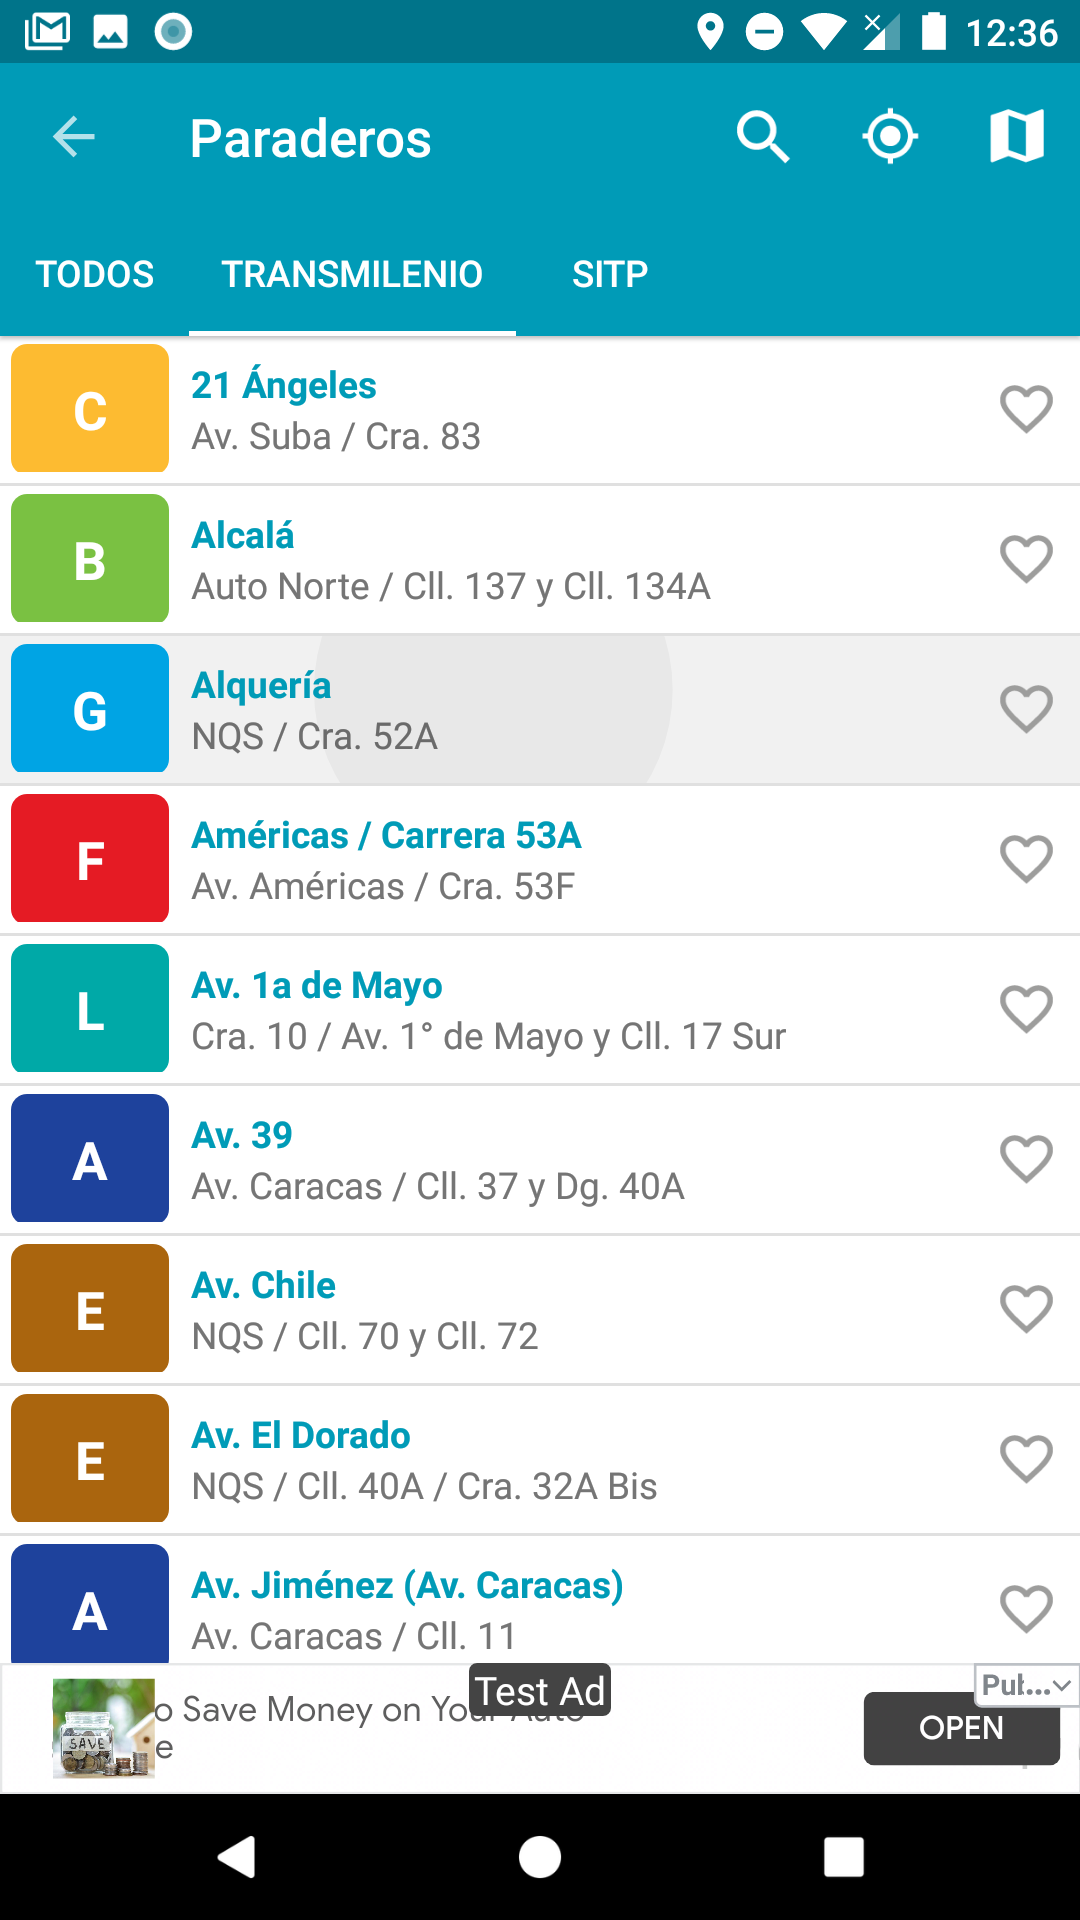 12:36
Paraderos
TODOS
TRANSMILENIO
SITP
C
21 Ángeles
Av. Suba / Cra. 83
B
Alcalá
Auto Norte / Cll. 137 y Cll. 134A
G
Alquería
NQS / Cra. 52A
F
Américas / Carrera 53A
Av. Américas / Cra. 53F
L
Av. 1a de Mayo
Cra. 10 / Av. 1° de Mayo y Cll. 17 Sur
A
Av. 39
Av. Caracas / Cll. 37 y Dg. 40A
E
Av. Chile
NQS / Cll. 70 y Cll. 72
E
Av. El Dorado
NQS / Cll. 40A / Cra. 32A Bis
A
Av. Jiménez (Av. Caracas)
Av. Caracas / Cll. 11
Test Ad
o Save Money on Your Auto
e
SAVE
OPEN